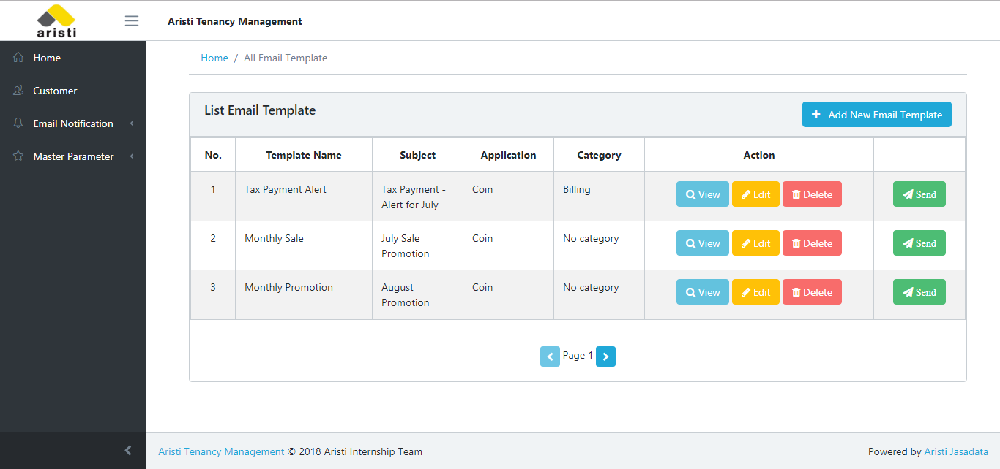 aristi
Aristi Tenancy Management
Home
Customer
Email Notification
Master Parameter
Home / All Email Template
List Email Template
Add New Email Template
No. Template Name Subject Application Category Action
1 Tax Payment Alert Tax Payment - Coin Billing View Edit Delete Send
Alert for July
2 Monthly Sale July Sale Coin No category View Edit Delete Send
Promotion
3 Monthly Promotion August Coin No category View Edit Delete Send
Promotion
Page 1
Aristi Tenancy Management © 2018 Aristi Internship Team
Powered by Aristi Jasadata